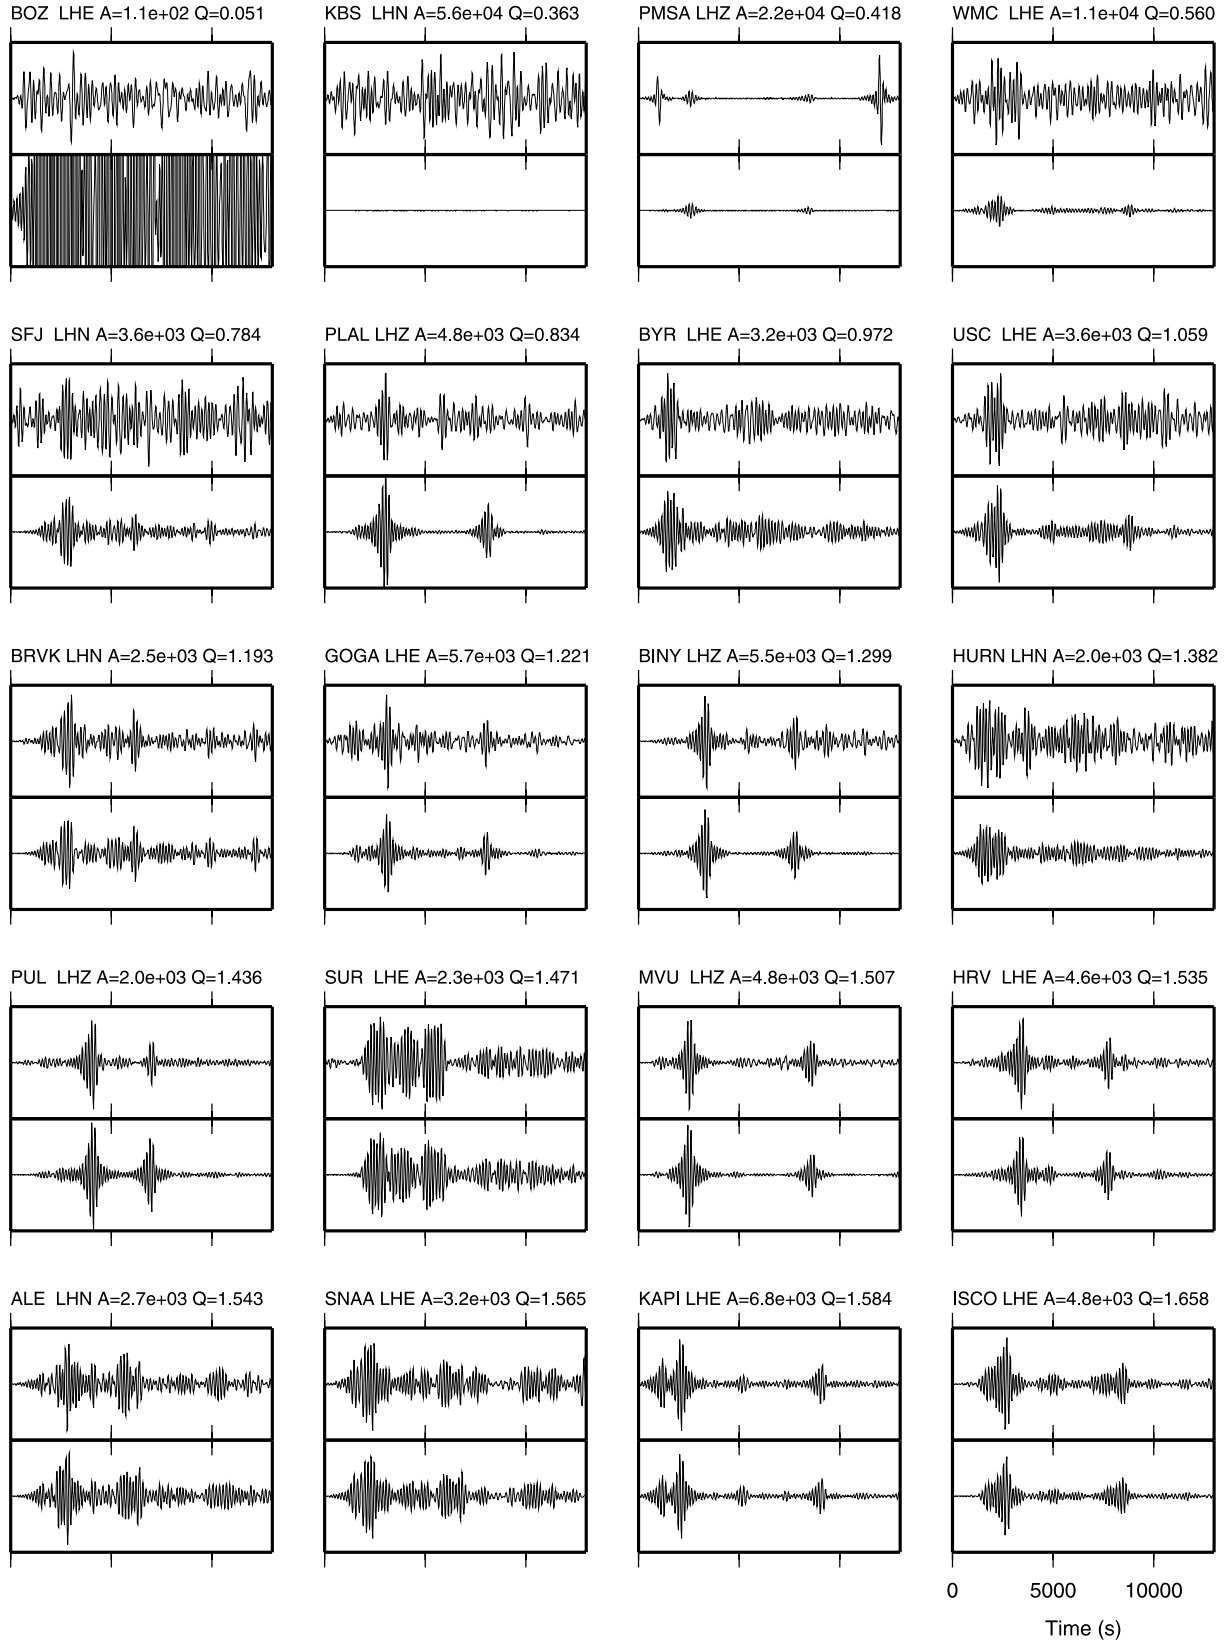 BOZ LHE A=1.1e+02 Q=0.051
KBS LHN A=5.6e+04 Q=0.363
PMSA LHZ A=2.2e+04 Q=0.418
WMC LHE A=1.1e+04 Q=0.560
SFJ LHN A=3.6e+03 Q=0.784
PLAL LHZ A=4.8e+03 Q=0.834
BYR LHE A=3.2e+03 Q=0.972
USC LHE A=3.6e+03 Q=1.059
BRVK LHN A=2.5e+03 Q=1.193
GOGA LHE A=5.7e+03 Q=1.221
BINY LHZ A=5.5e+03 Q=1.299
HURN LHN A=2.0e+03 Q=1.382
PUL LHZ A=2.0e+03 Q=1.436
SUR LHE A=2.3e+03 Q=1.471
MVU LHZ A=4.8e+03 Q=1.507
HRV LHE A=4.6e+03 Q=1.535
ALE LHN A=2.7e+03 Q=1.543
SNAA LHE A=3.2e+03 Q=1.565
KAPI LHE A=6.8e+03 Q=1.584
ISCO LHE A=4.8e+03 Q=1.658
0 5000 10000
Time (s)